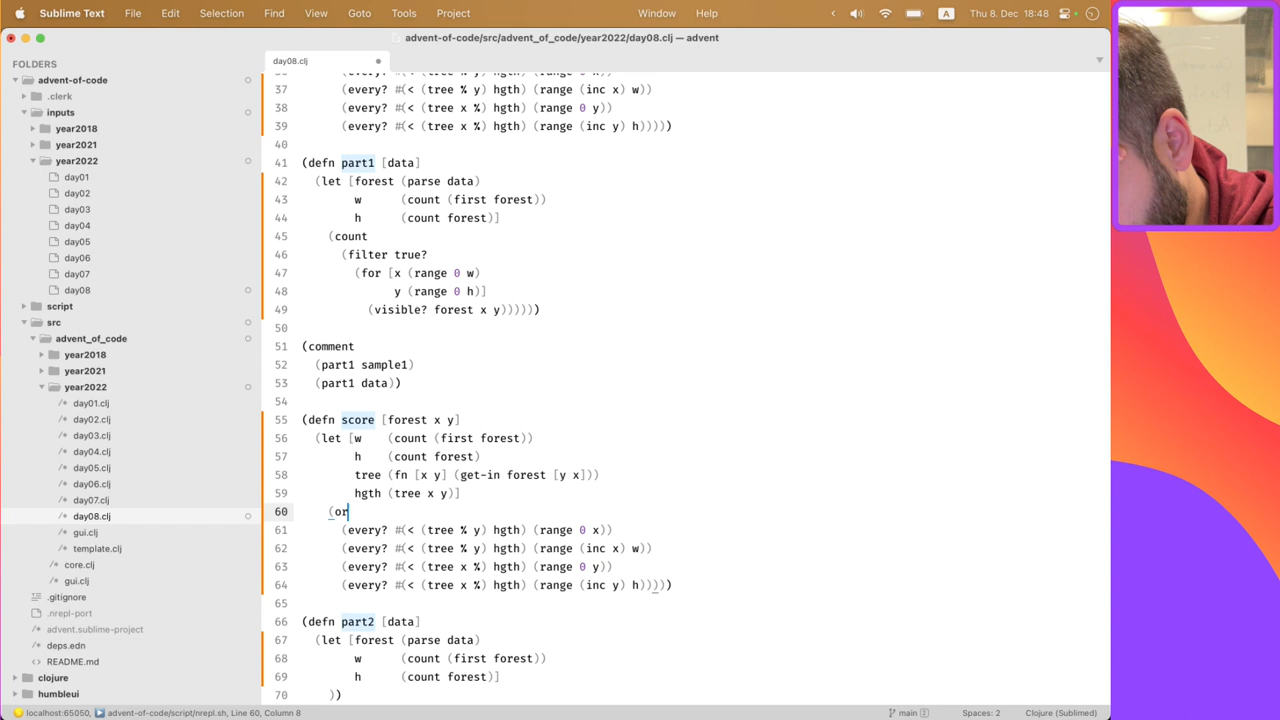 Sublime Text File Edit Selection Find View Goto Tools Project Window Help A Thu 8. Dec 18:48
advent-of-code/src/advent_of_code/year2022/day08.clj — advent
FOLDERS
advent-of-code
.clerk
inputs
year2018
year2021
year2022
day01
day02
day03
day04
day05
day06
day07
day08
script
src
advent_of_code
year2018
year2021
year2022
/* day01.clj
/* day02.clj
/* day03.clj
/* day04.clj
/* day05.clj
/* day06.clj
/* day07.clj
/* day08.clj
/* gui.clj
/* template.clj
/* core.clj
/* gui.clj
.gitignore
.nrepl-port
advent.sublime-project
deps.edn
README.md
clojure
humbleui
day08.clj
37 (every? #(< (tree % y) hgth) (range (inc x) w))
38 (every? #(< (tree x %) hgth) (range 0 y))
39 (every? #(< (tree x %) hgth) (range (inc y) h)))))
40
41 (defn part1 [data]
42 (let [forest (parse data)
43 w (count (first forest))
44 h (count forest)]
45 (count
46 (filter true?
47 (for [x (range 0 w)
48 y (range 0 h)]
49 (visible? forest x y))))))
50
51 (comment
52 (part1 sample1)
53 (part1 data))
54
55 (defn score [forest x y]
56 (let [w (count (first forest))
57 h (count forest)
58 tree (fn [x y] (get-in forest [y x]))
59 hgth (tree x y)]
60 (or
61 (every? #(< (tree % y) hgth) (range 0 x))
62 (every? #(< (tree % y) hgth) (range (inc x) w))
63 (every? #(< (tree x %) hgth) (range 0 y))
64 (every? #(< (tree x %) hgth) (range (inc y) h)))))
65
66 (defn part2 [data]
67 (let [forest (parse data)
68 w (count (first forest))
69 h (count forest)]
70 ))
localhost:65050, advent-of-code/script/nrepl.sh, Line 60, Column 8 main 2 Spaces: 2 Clojure (Sublimed)